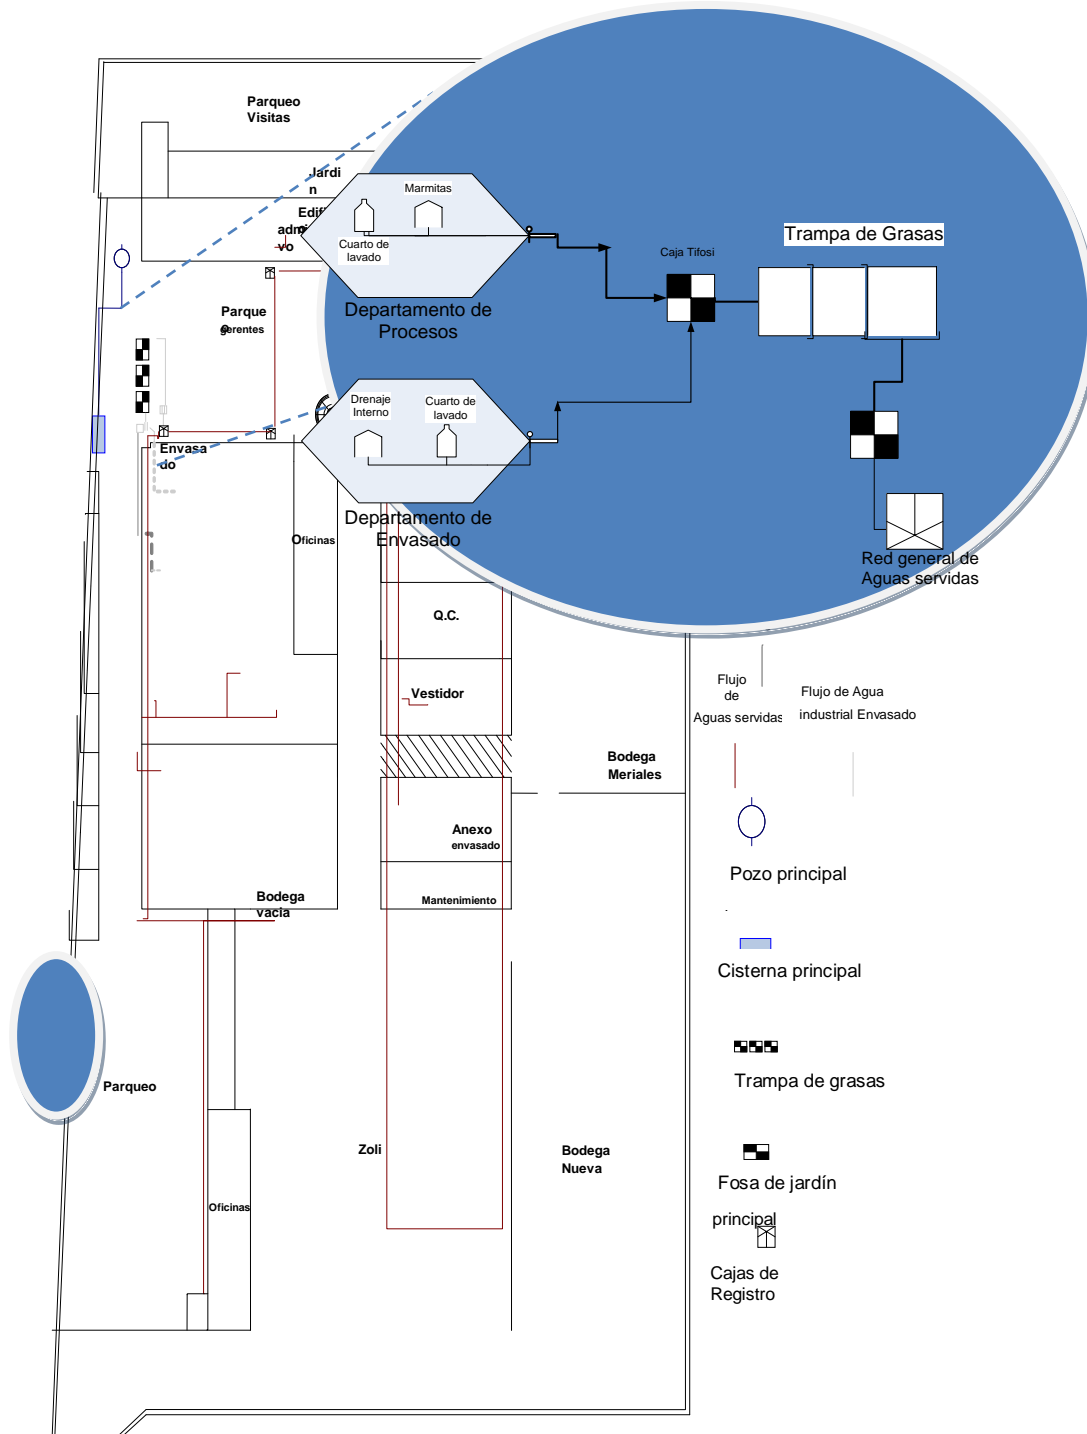 Parqueo
Visitas
Jardi
n
Edifi
admi
vo
Marmitas
Cuarto de
lavado
Departamento de
Procesos
Caja Tifosi
Trampa de Grasas
Parque
gerentes
Drenaje
Interno
Cuarto de
lavado
Departamento de
Envasado
Envasa
do
Oficinas
Red general de
Aguas servidas
Q.C.
Vestidor
Flujo
de
Aguas servidas
Flujo de Agua
industrial Envasado
Bodega
Meriales
Anexo
envasado
Mantenimiento
Bodega
vacia
Pozo principal
Cisterna principal
Trampa de grasas
Parqueo
Zoli
Bodega
Nueva
Fosa de jardín
principal
Oficinas
Cajas de
Registro